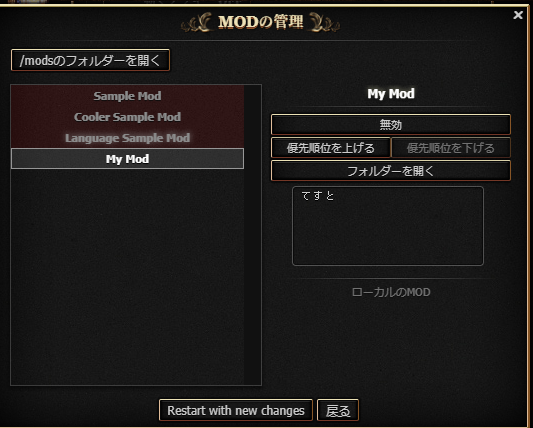 MODの管理
/modsのフォルダーを開く
Sample Mod
Cooler Sample Mod
Language Sample Mod
My Mod
My Mod
無効
優先順位を上げる 優先順位を下げる
フォルダーを開く
てすと
ローカルのMOD
Restart with new changes 戻る